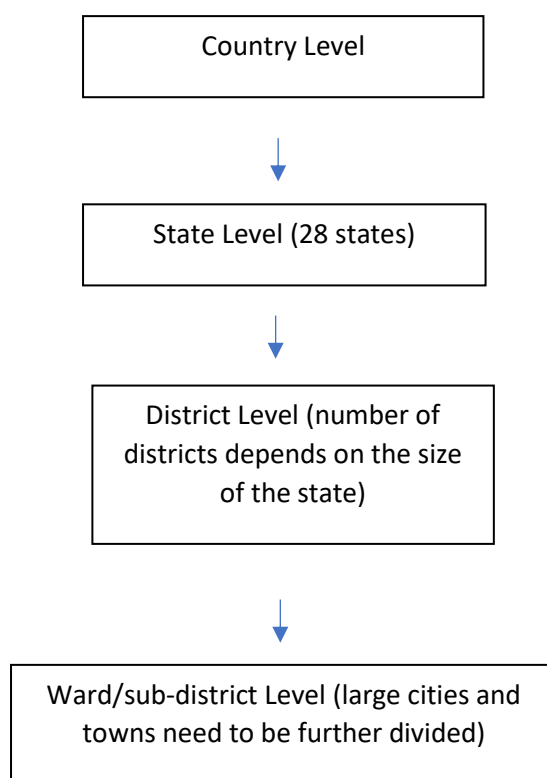 Country Level
State Level (28 states)
District Level (number of
districts depends on the size
of the state)
Ward/sub-district Level (large cities and
towns need to be further divided)